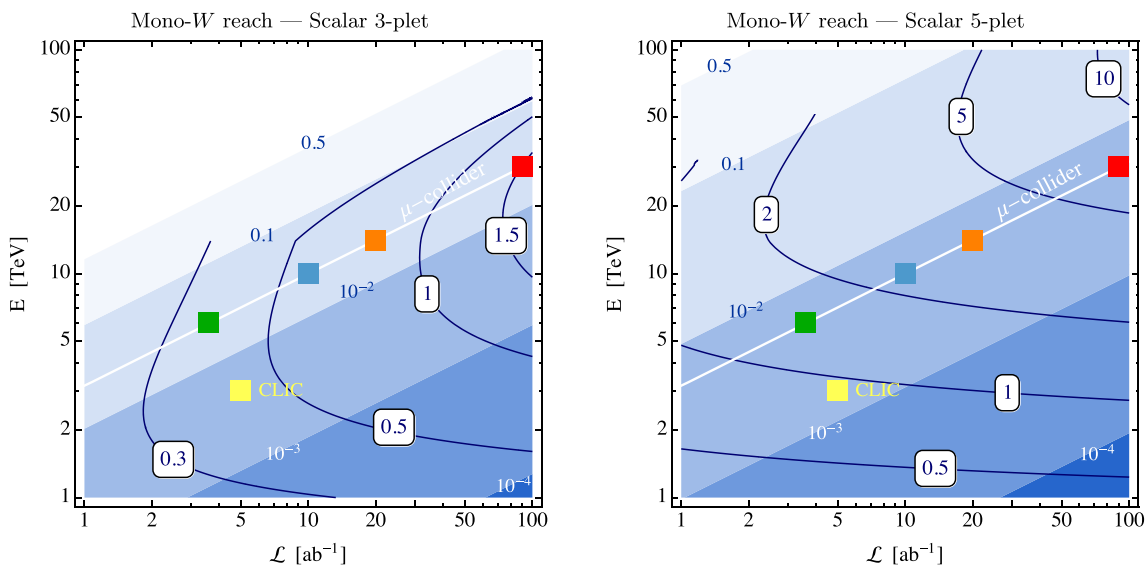 Mono-W reach — Scalar 3-plet
100
50
20
10
5
2
1
E [TeV]
0.5
0.1
10⁻²
10⁻³
10⁻⁴
μ-collider
CLIC
0.3
0.5
1
1.5
1 2 5 10 20 50 100
ℒ [ab⁻¹]
Mono-W reach — Scalar 5-plet
100
50
20
10
5
2
1
E [TeV]
0.5
0.1
10⁻²
10⁻³
10⁻⁴
μ-collider
CLIC
10
5
2
1
0.5
1 2 5 10 20 50 100
ℒ [ab⁻¹]